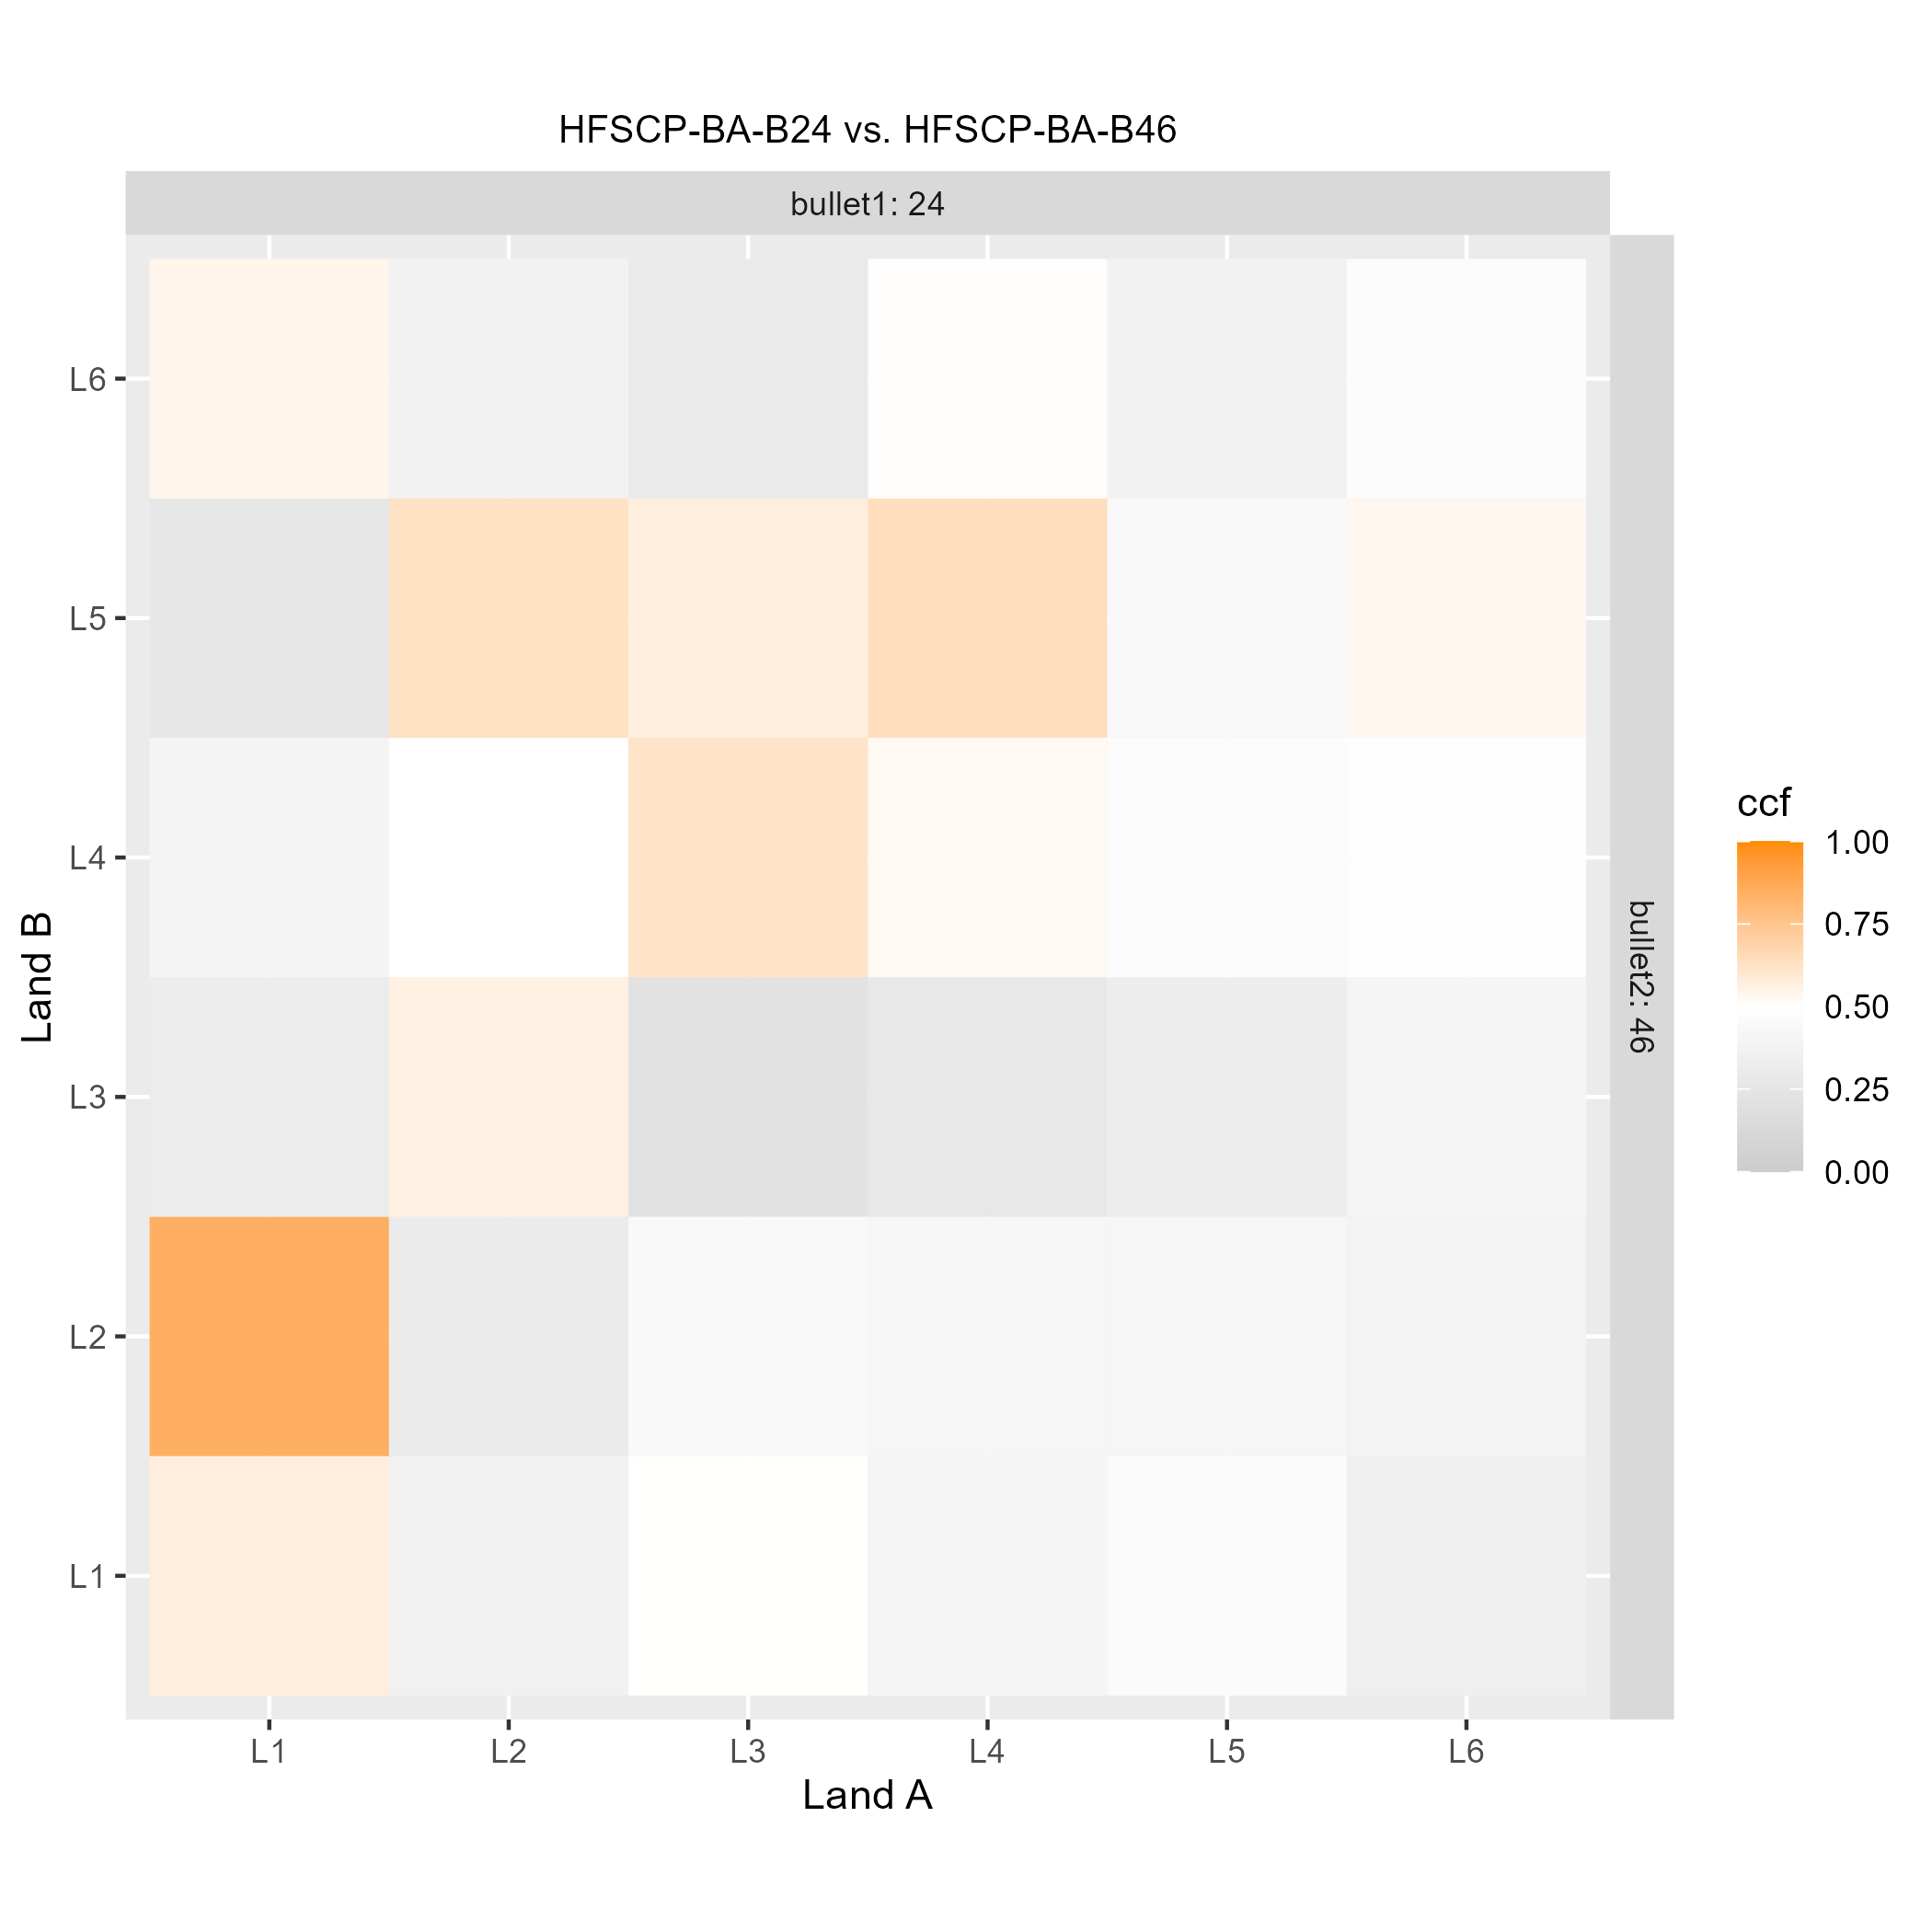 HFSCP-BA-B24 vs. HFSCP-BA-B46
bullet1: 24
L6
L5
L4
L3
L2
L1
Land B
bullet2: 46
L1 L2 L3 L4 L5 L6
Land A
ccf
1.00
0.75
0.50
0.25
0.00